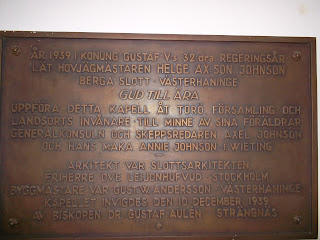 ÅR 1939 I KONUNG GUSTAF V:s 32:dra REGERINGSÅR
LÄT HOVJÄGMÄSTAREN HELGE AX:SON JOHNSON
BERGA SLOTT - VÄSTERHANINGE
GUD TILL ÄRA
UPPFÖRA DETTA KAPELL ÅT TORÖ FÖRSAMLING OCH
LANDSORTS INVÅNARE TILL MINNE AV SINA FÖRÄLDRAR
GENERALKONSULN OCH SKEPPSREDAREN AXEL JOHNSON
OCH HANS MAKA ANNIE JOHNSON F. WIETING
ARKITEKT VAR SLOTTSARKITEKTEN
FRIHERRE OVE LEIJONHUFVUD - STOCKHOLM
BYGGMÄSTARE VAR GUST.W. ANDERSSON - VÄSTERHANINGE
KAPELLET INVIGDES DEN 10 DECEMBER 1939
AV BISKOPEN DR GUSTAF AULÉN STRÄNGNÄS